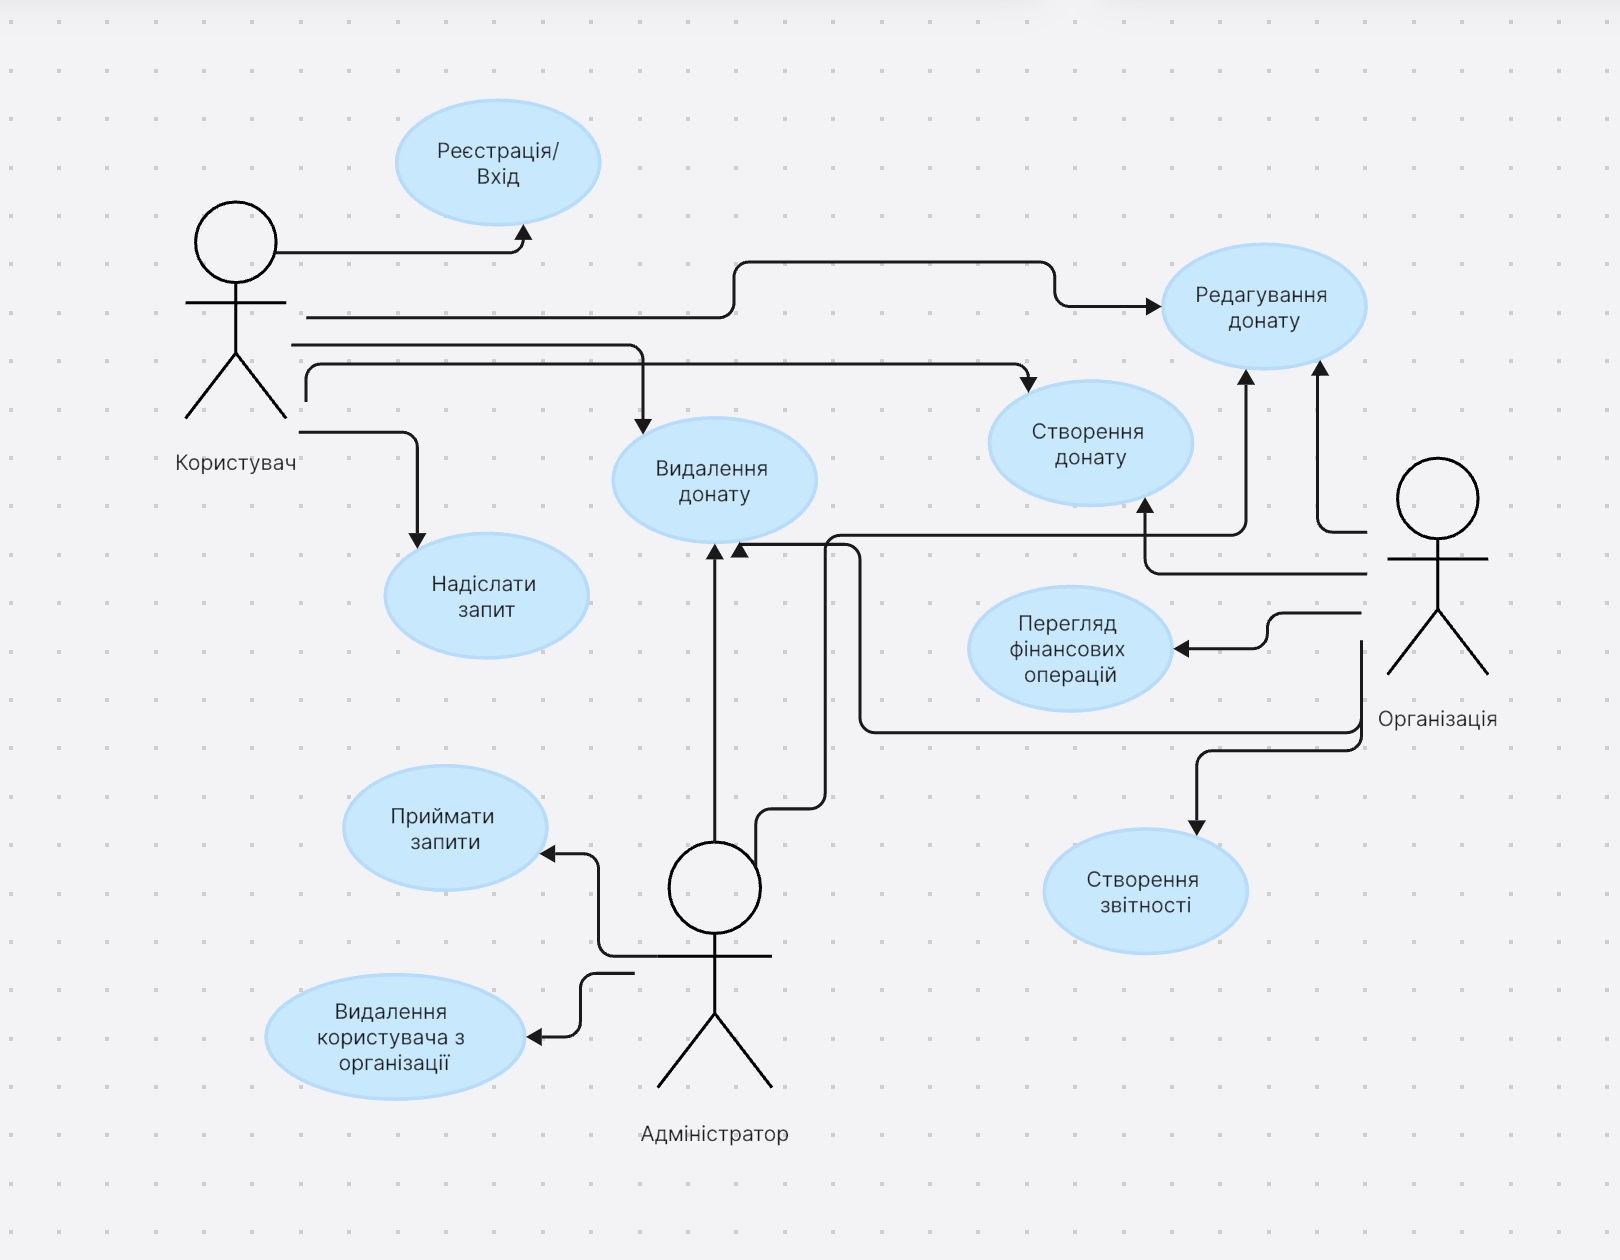 Реєстрація/
Вхід
Редагування
донату
Створення
донату
Користувач
Видалення
донату
Надіслати
запит
Перегляд
фінансових
операцій
Організація
Приймати
запити
Створення
звітності
Видалення
користувача з
організації
Адміністратор